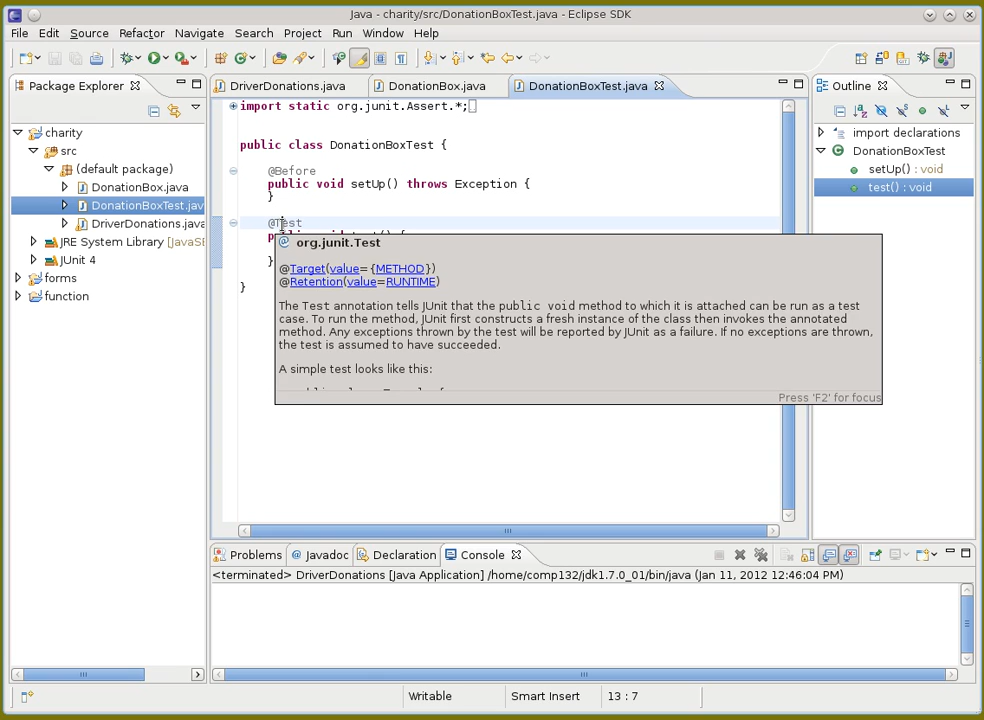 Java - charity/src/DonationBoxTest.java - Eclipse SDK
File Edit Source Refactor Navigate Search Project Run Window Help
Package Explorer
charity
src
(default package)
DonationBox.java
DonationBoxTest.jav
DriverDonations.java
JRE System Library [JavaSE
JUnit 4
forms
function
DriverDonations.java DonationBox.java DonationBoxTest.java
import static org.junit.Assert.*;
public class DonationBoxTest {
@Before
public void setUp() throws Exception {
}
@Test
}
}
@ org.junit.Test
@Target(value={METHOD})
@Retention(value=RUNTIME)
The Test annotation tells JUnit that the public void method to which it is attached can be run as a test
case. To run the method, JUnit first constructs a fresh instance of the class then invokes the annotated
method. Any exceptions thrown by the test will be reported by JUnit as a failure. If no exceptions are thrown,
the test is assumed to have succeeded.
A simple test looks like this:
Press 'F2' for focus
Outline
import declarations
DonationBoxTest
setUp() : void
test() : void
Problems @ Javadoc Declaration Console
<terminated> DriverDonations [Java Application] /home/comp132/jdk1.7.0_01/bin/java (Jan 11, 2012 12:46:04 PM)
Writable Smart Insert 13 : 7